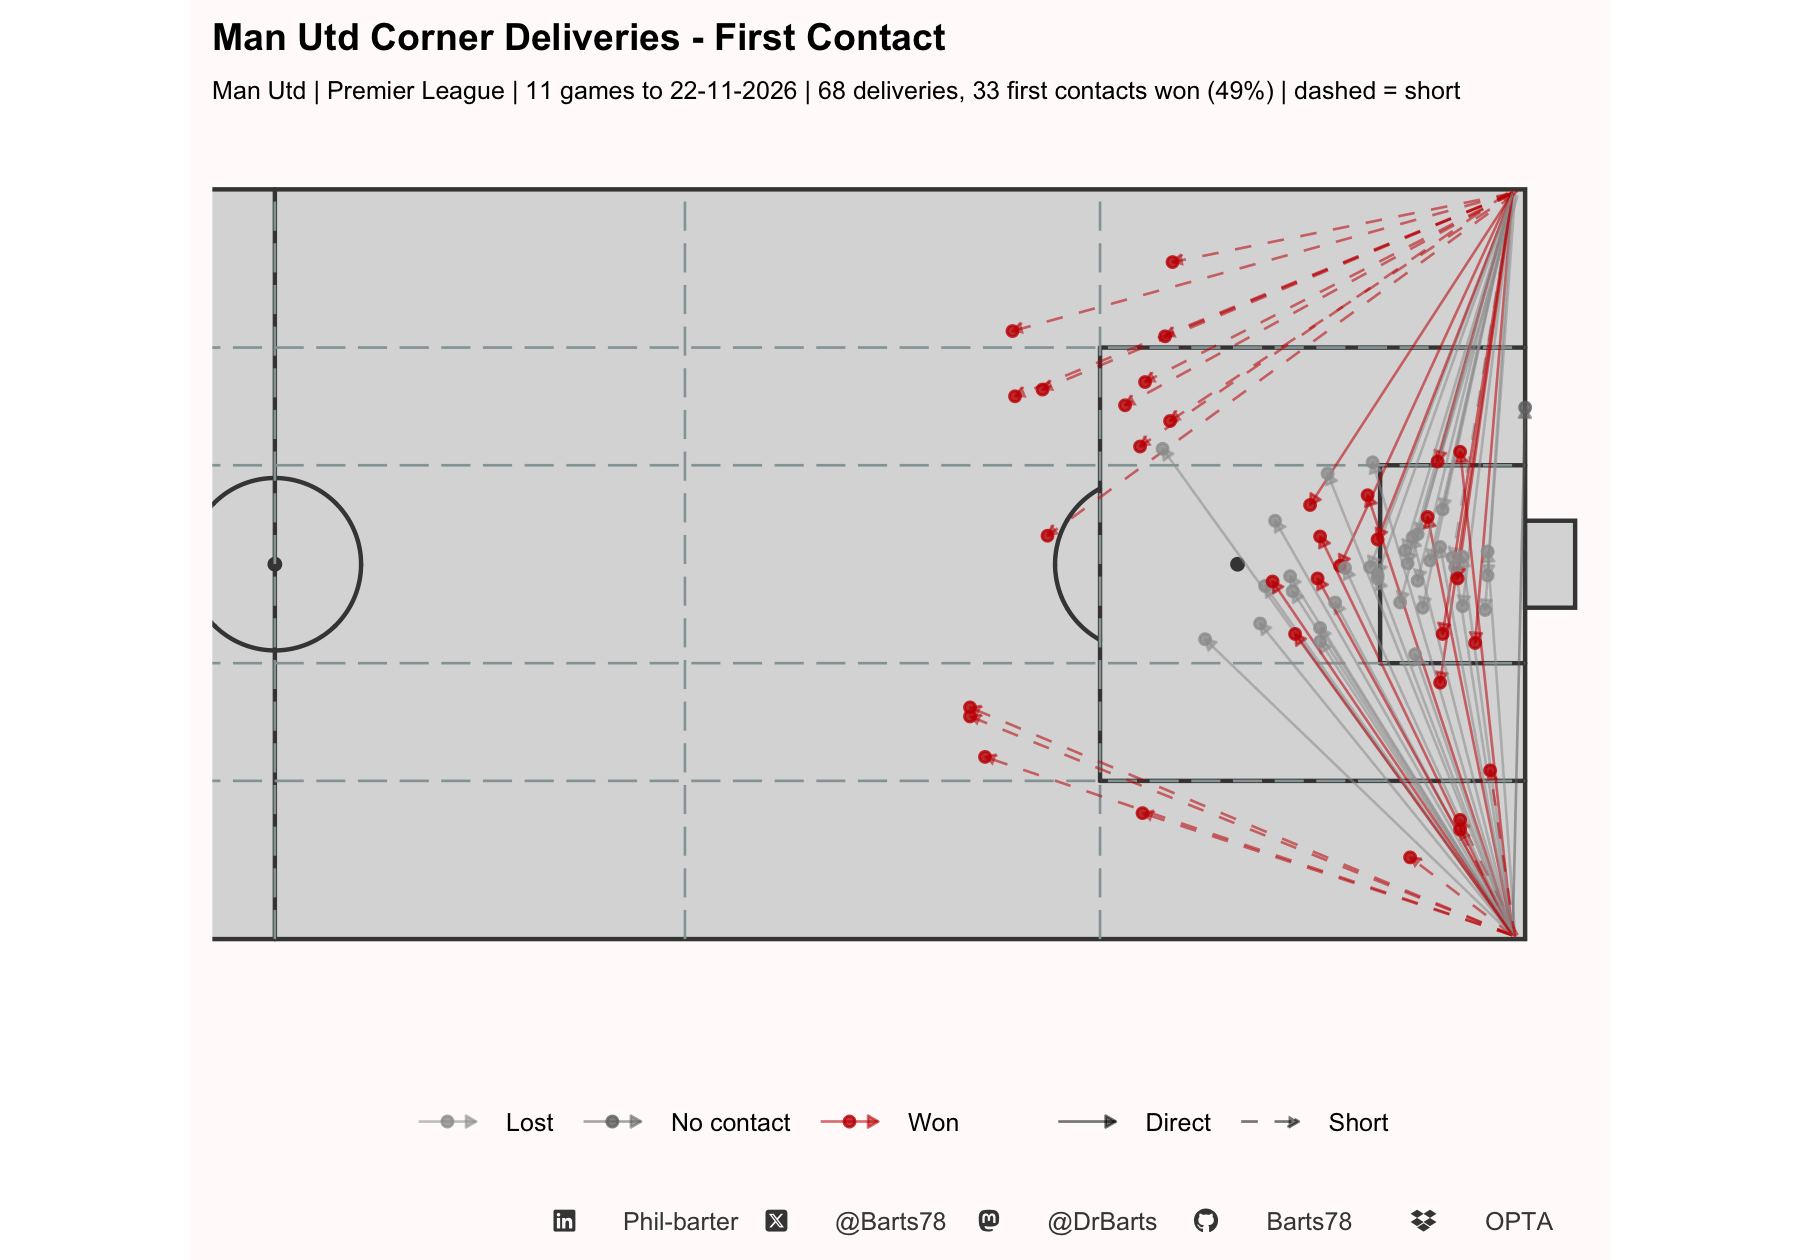 Man Utd Corner Deliveries - First Contact
Man Utd | Premier League | 11 games to 22-11-2026 | 68 deliveries, 33 first contacts won (49%) | dashed = short
Lost No contact Won Direct Short
Phil-barter @Barts78 @DrBarts Barts78 OPTA